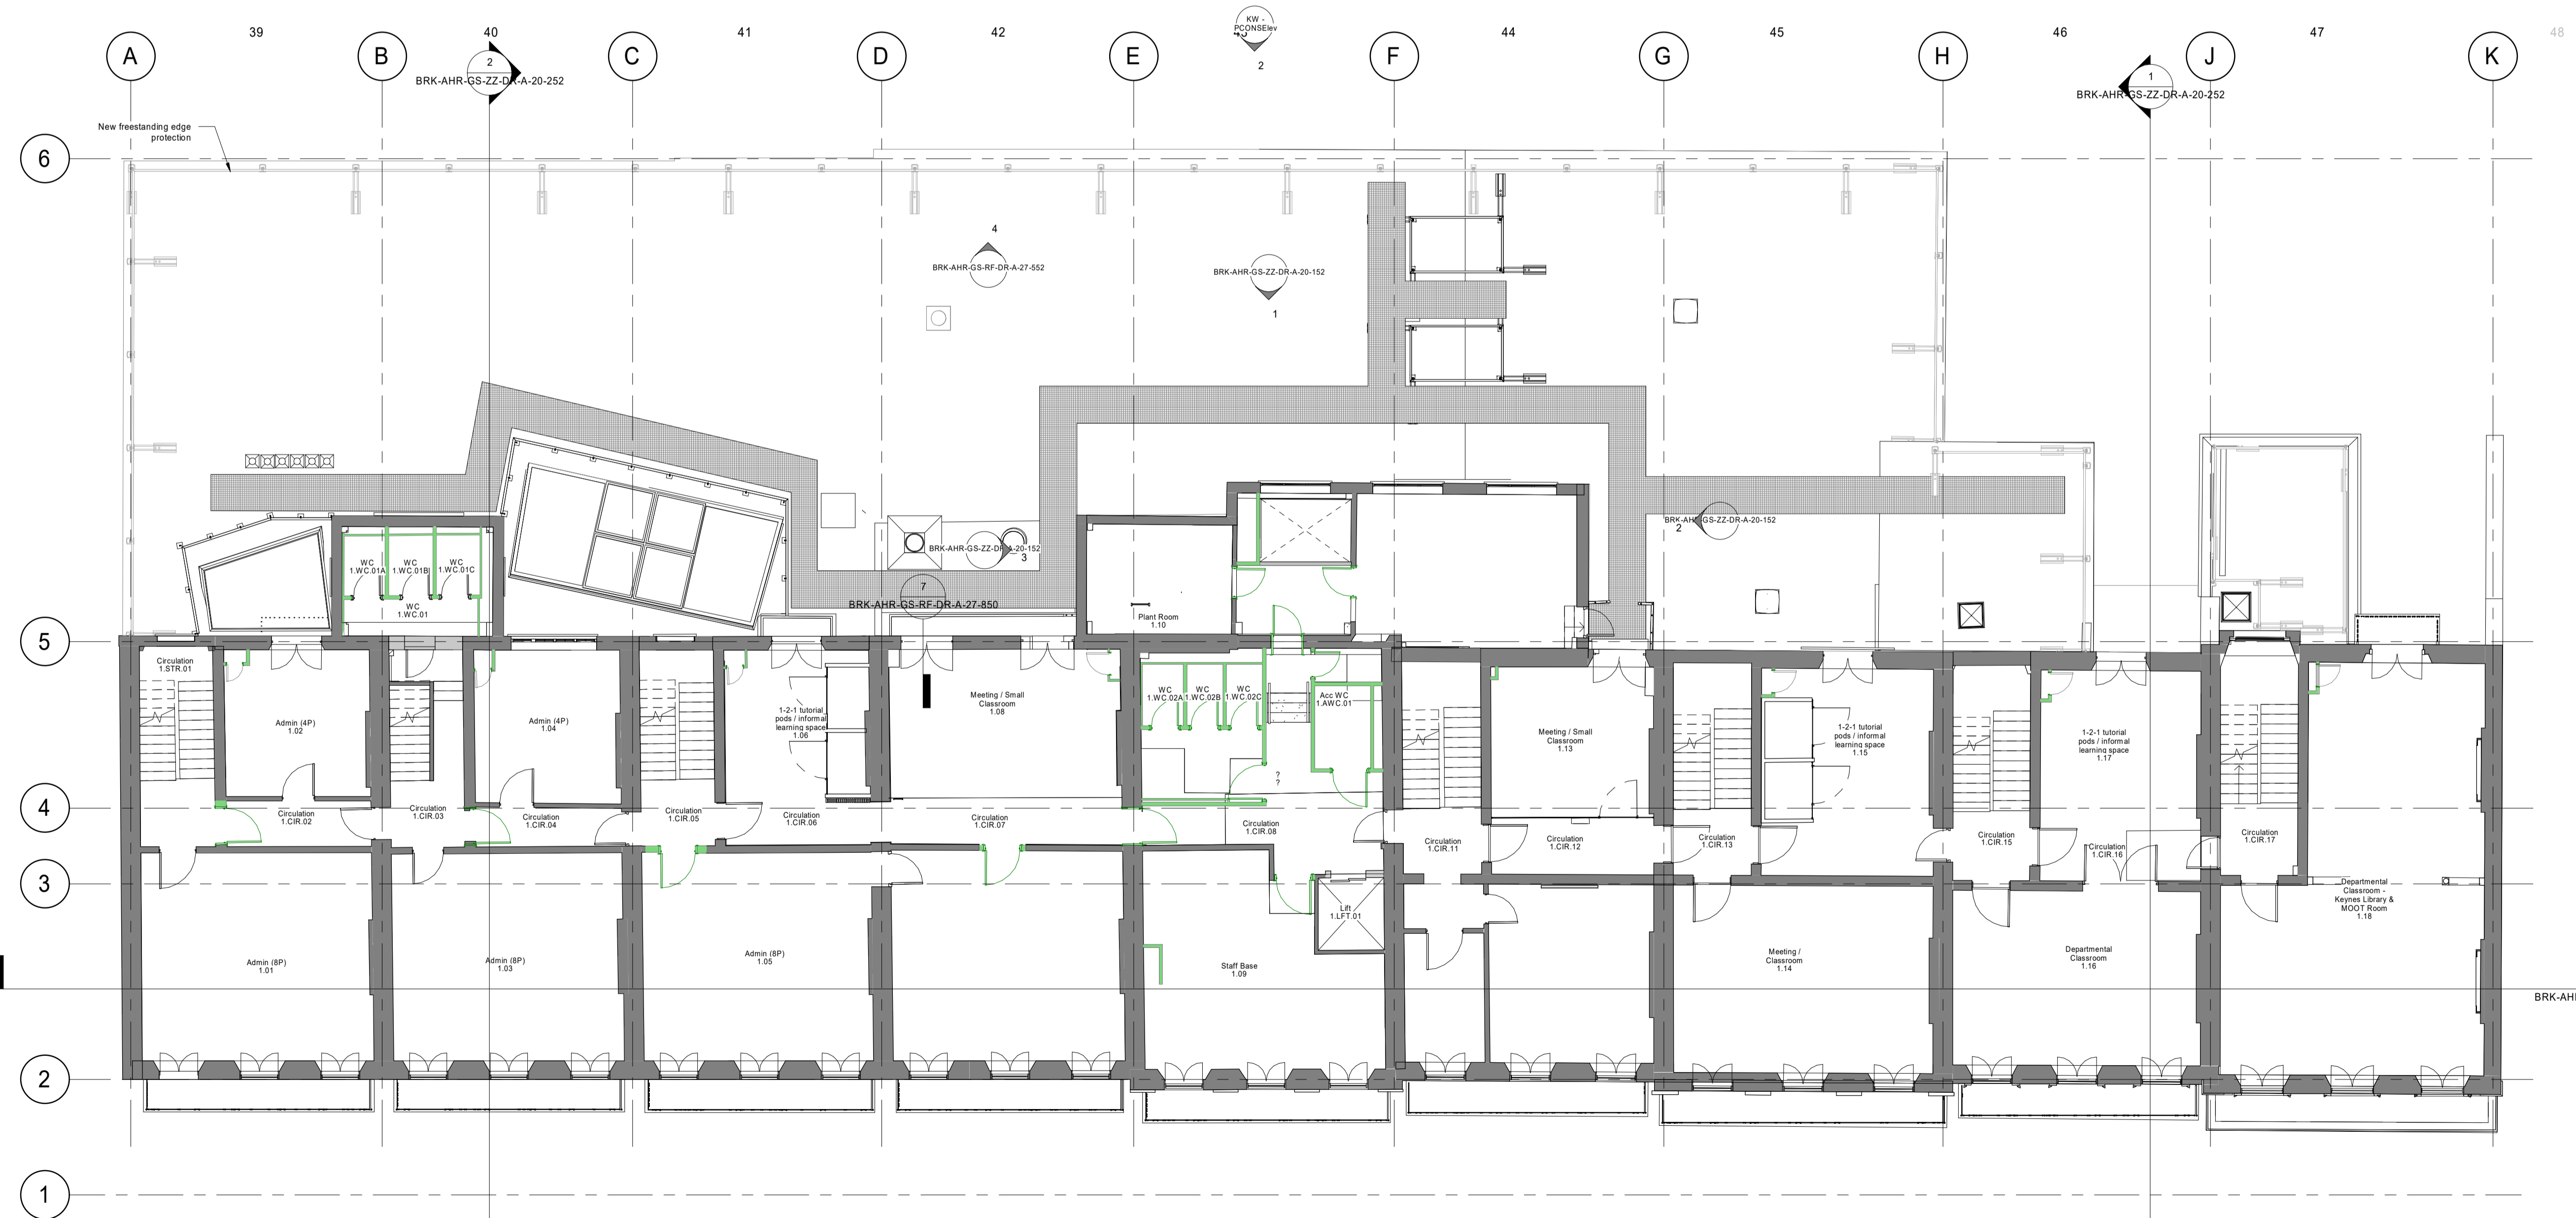 39
40
41
42
KW -
PCONSElev
43
2
44
45
46
47
48
A
B
2
BRK-AHR-GS-ZZ-DR-A-20-252
C
D
E
F
G
H
1
BRK-AHR-GS-ZZ-DR-A-20-252
J
K
New freestanding edge
protection
6
4
BRK-AHR-GS-RF-DR-A-27-552
BRK-AHR-GS-ZZ-DR-A-20-152
1
BRK-AHR-GS-ZZ-DR-A-20-152
2
BRK-AHR-GS-ZZ-DR-A-20-152
3
7
BRK-AHR-GS-RF-DR-A-27-850
WC
1.WC.01A
WC
1.WC.01B
WC
1.WC.01C
WC
1.WC.01
Plant Room
1.10
5
Circulation
1.STR.01
Admin (4P)
1.02
Admin (4P)
1.04
1-2-1 tutorial
pods / informal
learning space
1.06
Meeting / Small
Classroom
1.08
WC
1.WC.02A
WC
1.WC.02B
WC
1.WC.02C
Acc WC
1.AWC.01
?
?
Meeting / Small
Classroom
1.13
1-2-1 tutorial
pods / informal
learning space
1.15
1-2-1 tutorial
pods / informal
learning space
1.17
4
Circulation
1.CIR.02
Circulation
1.CIR.03
Circulation
1.CIR.04
Circulation
1.CIR.05
Circulation
1.CIR.06
Circulation
1.CIR.07
Circulation
1.CIR.08
Circulation
1.CIR.11
Circulation
1.CIR.12
Circulation
1.CIR.13
Circulation
1.CIR.15
Circulation
1.CIR.16
Circulation
1.CIR.17
3
Lift
1.LFT.01
Departmental
Classroom -
Keynes Library &
MOOT Room
1.18
Admin (8P)
1.01
Admin (8P)
1.03
Admin (8P)
1.05
Staff Base
1.09
Meeting /
Classroom
1.14
Departmental
Classroom
1.16
BRK-AH
2
1